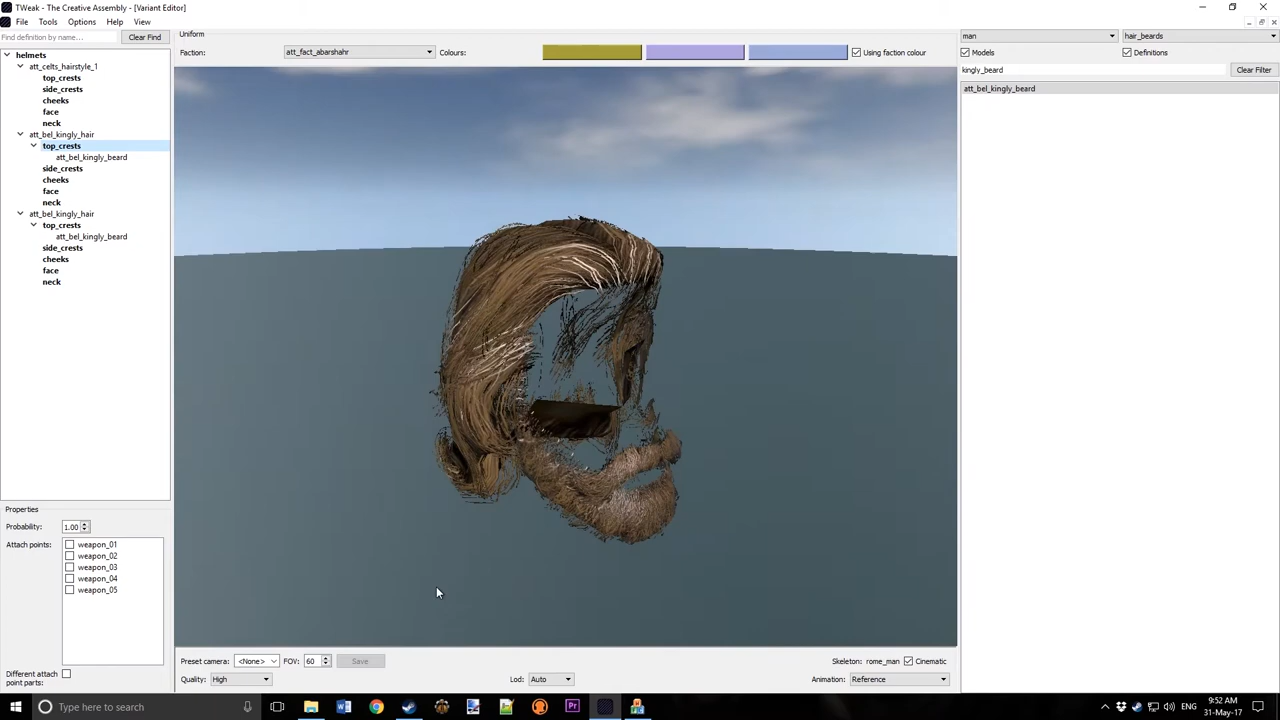 TWeak - The Creative Assembly - [Variant Editor]
File Tools Options Help View
Find definition by name... Clear Find
helmets
att_celts_hairstyle_1
top_crests
side_crests
cheeks
face
neck
att_bel_kingly_hair
top_crests
att_bel_kingly_beard
side_crests
cheeks
face
neck
att_bel_kingly_hair
top_crests
att_bel_kingly_beard
side_crests
cheeks
face
neck
Properties
Probability: 1.00
Attach points: weapon_01
weapon_02
weapon_03
weapon_04
weapon_05
Different attach
point parts:
Uniform
Faction: att_fact_abarshahr Colours: Using faction colour
Preset camera: <None> FOV: 60 Save Skeleton: rome_man Cinematic
Quality: High Lod: Auto Animation: Reference
man hair_beards
Models Definitions
kingly_beard Clear Filter
att_bel_kingly_beard
Type here to search
9:52 AM
31-May-17